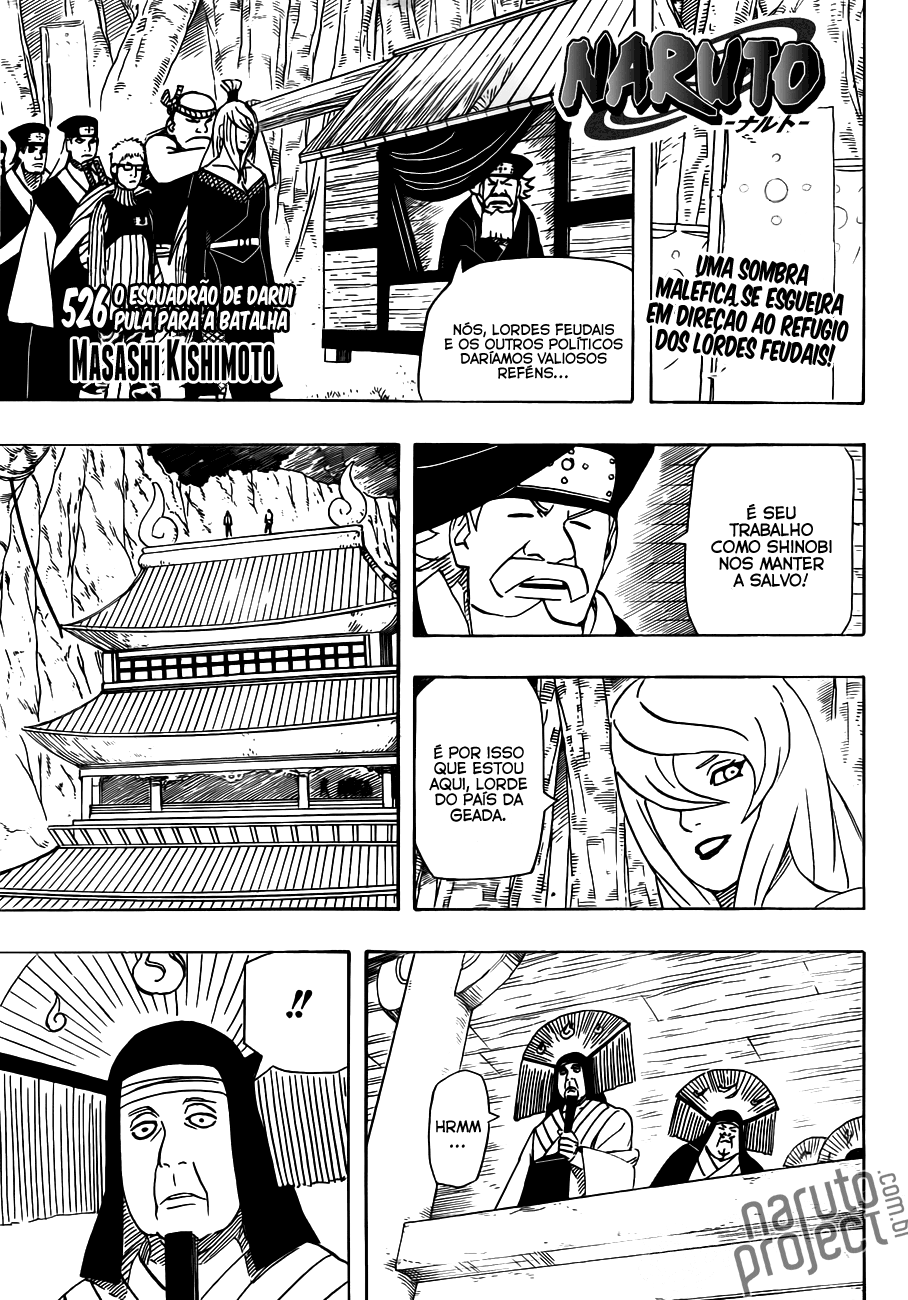 NARUTO
-ナルト-
UMA SOMBRA
MALEFICA SE ESGUEIRA
EM DIREÇÃO AO REFUGIO
DOS LORDES FEUDAIS!
NÓS, LORDES FEUDAIS
E OS OUTROS POLÍTICOS
DARÍAMOS VALIOSOS
REFÉNS...
526 O ESQUADRÃO DE DARUI
PULA PARA A BATALHA
MASASHI KISHIMOTO
É SEU
TRABALHO
COMO SHINOBI
NOS MANTER
A SALVO!
É POR ISSO
QUE ESTOU
AQUI, LORDE
DO PAÍS DA
GEADA.
HRMM
...
!!
naruto
project
.com.br